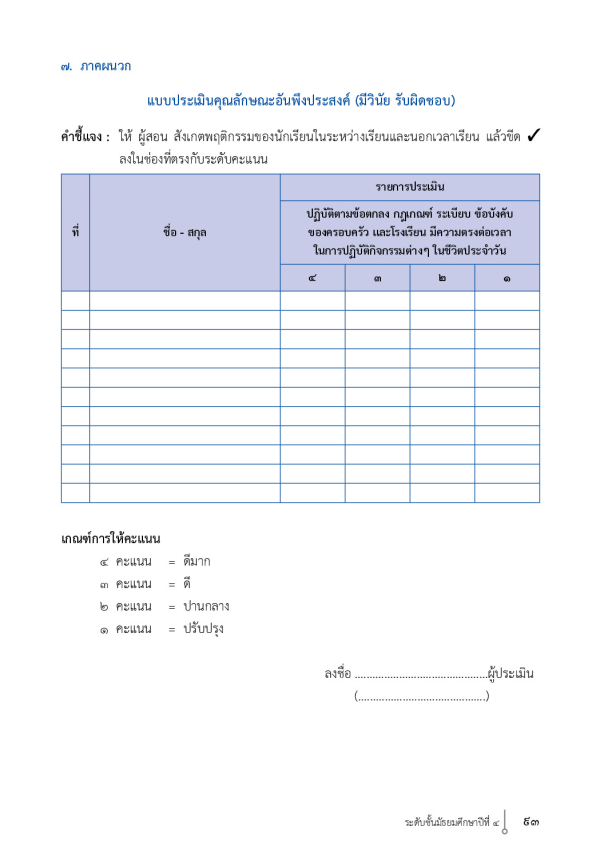 ๗. ภาคผนวก
แบบประเมินคุณลักษณะอันพึงประสงค์ (มีวินัย รับผิดชอบ)
คำชี้แจง : ให้ ผู้สอน สังเกตพฤติกรรมของนักเรียนในระหว่างเรียนและนอกเวลาเรียน แล้วขีด ✓
ลงในช่องที่ตรงกับระดับคะแนน
ที่
ชื่อ - สกุล
รายการประเมิน
ปฏิบัติตามข้อตกลง กฎเกณฑ์ ระเบียบ ข้อบังคับ
ของครอบครัว และโรงเรียน มีความตรงต่อเวลา
ในการปฏิบัติกิจกรรมต่างๆ ในชีวิตประจำวัน
๔ ๓ ๒ ๑
เกณฑ์การให้คะแนน
๔ คะแนน = ดีมาก
๓ คะแนน = ดี
๒ คะแนน = ปานกลาง
๑ คะแนน = ปรับปรุง
ลงชื่อ .............................................ผู้ประเมิน
(...........................................)
ระดับชั้นมัธยมศึกษาปีที่ ๔ ๙๓